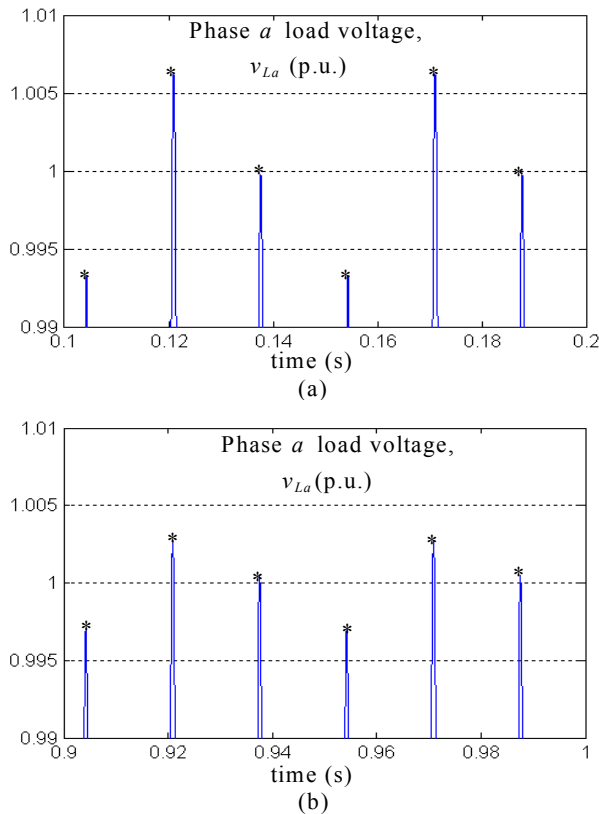 1.01
Phase a load voltage,
v_La (p.u.)
1.005
1
0.995
0.99
0.1 0.12 0.14 0.16 0.18 0.2
time (s)
(a)
1.01
Phase a load voltage,
v_La (p.u.)
1.005
1
0.995
0.99
0.9 0.92 0.94 0.96 0.98 1
time (s)
(b)